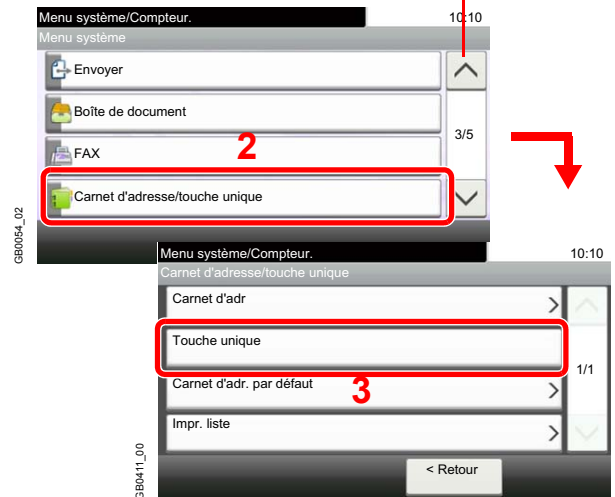 Menu système/Compteur. 10:10
Menu système
Envoyer
Boîte de document
3/5
FAX
2
Carnet d'adresse/touche unique
GB0054_02
Menu système/Compteur. 10:10
Carnet d'adresse/touche unique
Carnet d'adr
Touche unique
1/1
Carnet d'adr. par défaut
3
Impr. liste
< Retour
GB0411_00